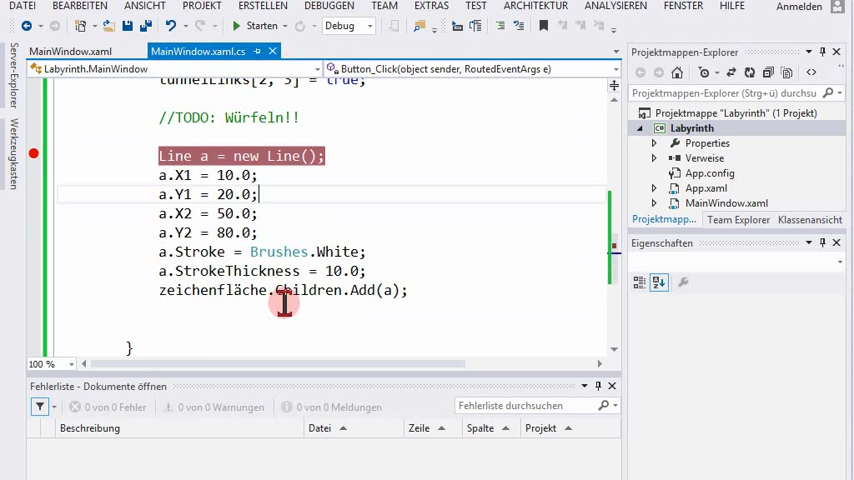 DATEI BEARBEITEN ANSICHT PROJEKT ERSTELLEN DEBUGGEN TEAM EXTRAS TEST ARCHITECTUR ANALYSIEREN FENSTER HILFE
Anmelden
Starten Debug
MainWindow.xaml MainWindow.xaml.cs
Labyrinth.MainWindow Button_Click(object sender, RoutedEventArgs e)
tunnelLinks[2, 3] = true;
//TODO: Würfeln!!
Line a = new Line();
a.X1 = 10.0;
a.Y1 = 20.0;
a.X2 = 50.0;
a.Y2 = 80.0;
a.Stroke = Brushes.White;
a.StrokeThickness = 10.0;
zeichenfläche.Children.Add(a);
}
100 %
Server-Explorer
Werkzeugkasten
Fehlerliste - Dokumente öffnen
0 von 0 Fehler 0 von 0 Warnungen 0 von 0 Meldungen Fehlerliste durchsuchen
Beschreibung Datei Zeile Spalte Projekt
Projektmappen-Explorer
Projektmappen-Explorer (Strg+ü) durchsu
Projektmappe "Labyrinth" (1 Projekt)
Labyrinth
Properties
Verweise
App.config
App.xaml
MainWindow.xaml
Projektmapp... Team Explorer Klassenansicht
Eigenschaften